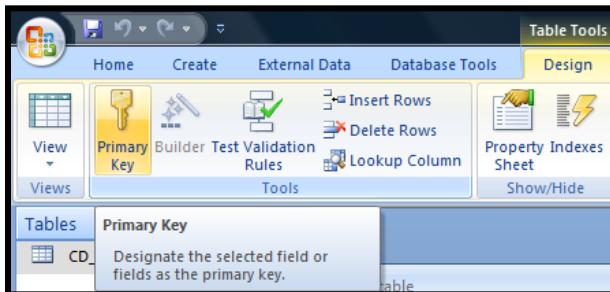 Table Tools
Home Create External Data Database Tools Design
View
Primary Key
Builder
Test Validation Rules
Insert Rows
Delete Rows
Lookup Column
Property Sheet
Indexes
Views Tools Show/Hide
Tables
CD_
Primary Key
Designate the selected field or
fields as the primary key.